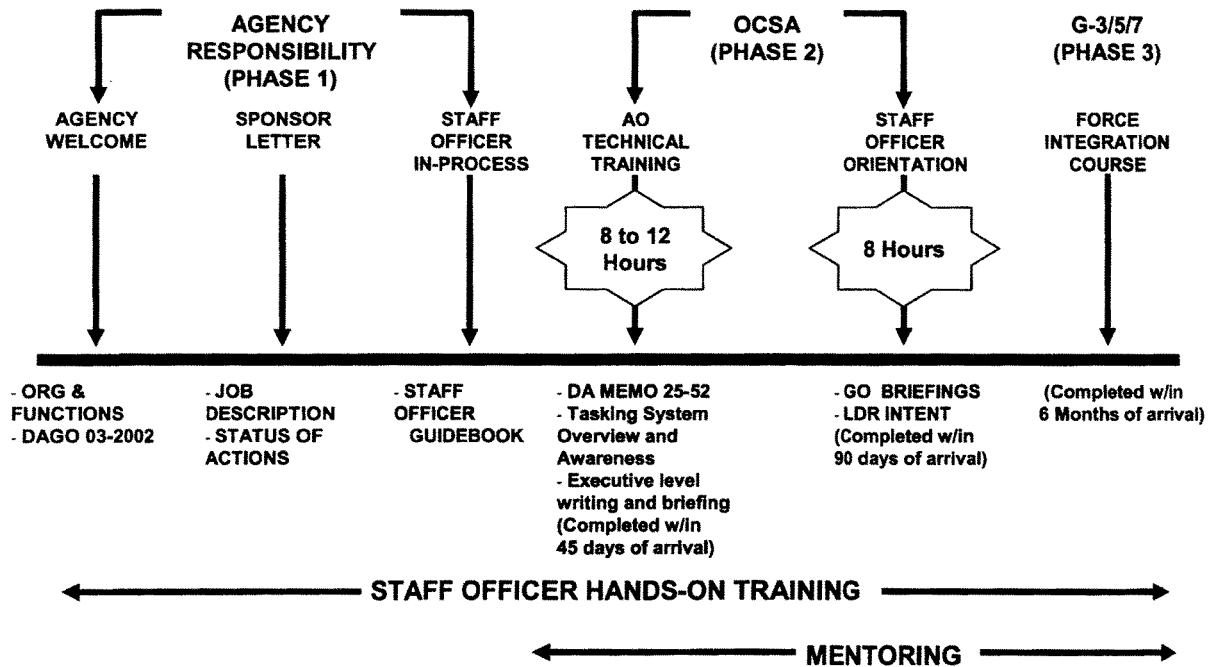 AGENCY
RESPONSIBILITY
(PHASE 1)
OCSA
(PHASE 2)
G-3/5/7
(PHASE 3)
AGENCY
WELCOME
SPONSOR
LETTER
STAFF
OFFICER
IN-PROCESS
AO
TECHNICAL
TRAINING
STAFF
OFFICER
ORIENTATION
FORCE
INTEGRATION
COURSE
8 to 12
Hours
8 Hours
- ORG &
FUNCTIONS
- DAGO 03-2002
- JOB
DESCRIPTION
- STATUS OF
ACTIONS
- STAFF
OFFICER
GUIDEBOOK
- DA MEMO 25-52
- Tasking System
Overview and
Awareness
- Executive level
writing and briefing
(Completed w/in
45 days of arrival)
- GO BRIEFINGS
- LDR INTENT
(Completed w/in
90 days of arrival)
(Completed w/in
6 Months of arrival)
STAFF OFFICER HANDS-ON TRAINING
MENTORING